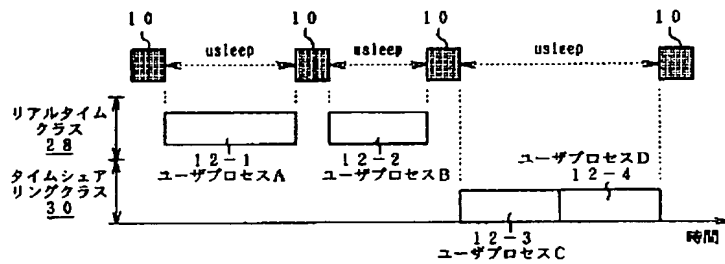 10 10 10 10
usleep usleep usleep
リアルタイム
クラス
28
12-1
ユーザプロセスA
12-2
ユーザプロセスB
ユーザプロセスD
12-4
タイムシェア
リングクラス
30
12-3
ユーザプロセスC
時間